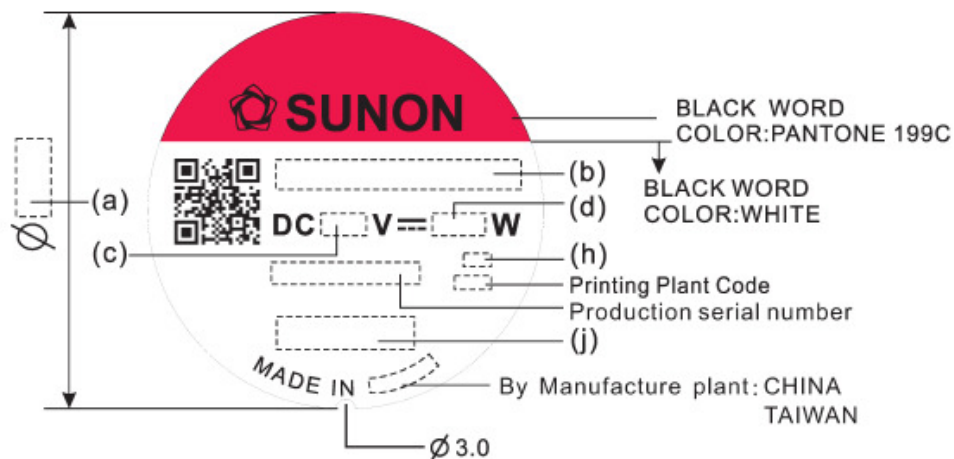 SUNON
BLACK WORD
COLOR:PANTONE 199C
(a)
(b)
BLACK WORD
COLOR:WHITE
DC V⎓ W
(d)
(c)
(h)
Printing Plant Code
Production serial number
(j)
MADE IN
By Manufacture plant: CHINA
TAIWAN
Ø
Ø3.0